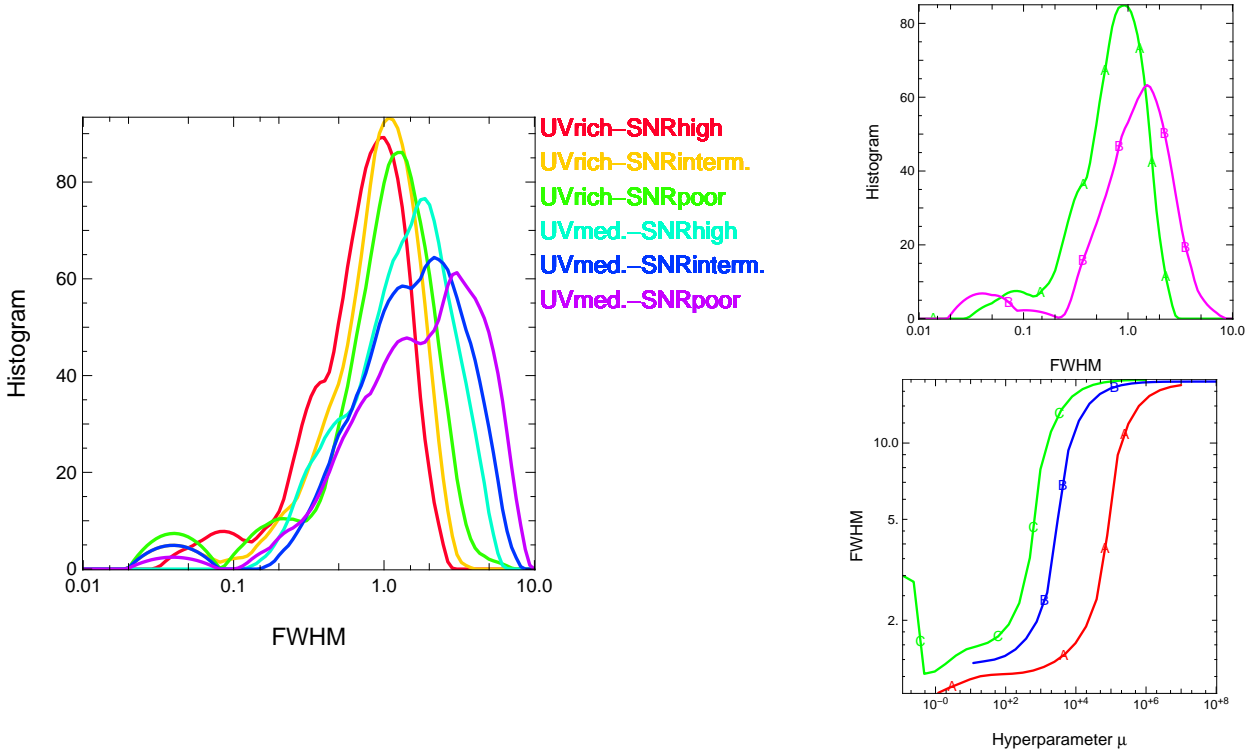 Histogram
80
60
40
20
0
0.01
0.1
1.0
10.0
FWHM
UVrich–SNRhigh
UVrich–SNRinterm.
UVrich–SNRpoor
UVmed.–SNRhigh
UVmed.–SNRinterm.
UVmed.–SNRpoor
Histogram
80
60
40
20
0
A
A
A
A
A
A
A
B
B
B
B
B
0.01
0.1
1.0
10.0
FWHM
FWHM
10.0
5.
2.
C
C
C
C
B
B
B
A
A
A
A
10⁻⁰
10⁺²
10⁺⁴
10⁺⁶
10⁺⁸
Hyperparameter μ